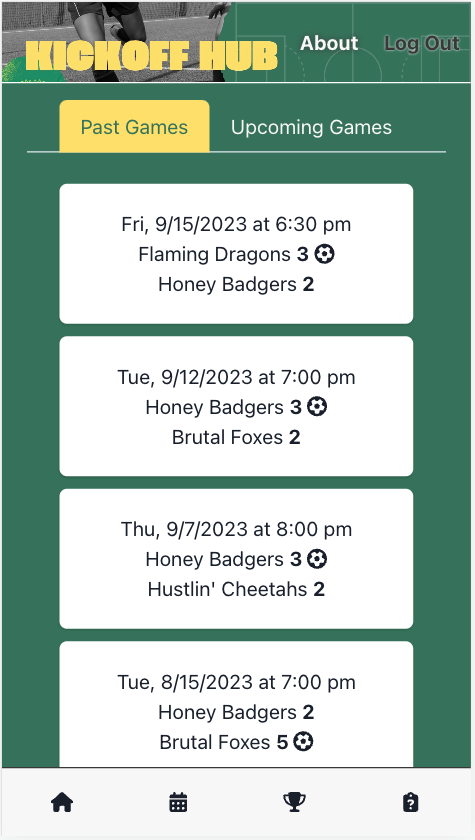 KICKOFF HUB
About
Log Out
Past Games
Upcoming Games
Fri, 9/15/2023 at 6:30 pm
Flaming Dragons 3
Honey Badgers 2
Tue, 9/12/2023 at 7:00 pm
Honey Badgers 3
Brutal Foxes 2
Thu, 9/7/2023 at 8:00 pm
Honey Badgers 3
Hustlin' Cheetahs 2
Tue, 8/15/2023 at 7:00 pm
Honey Badgers 2
Brutal Foxes 5